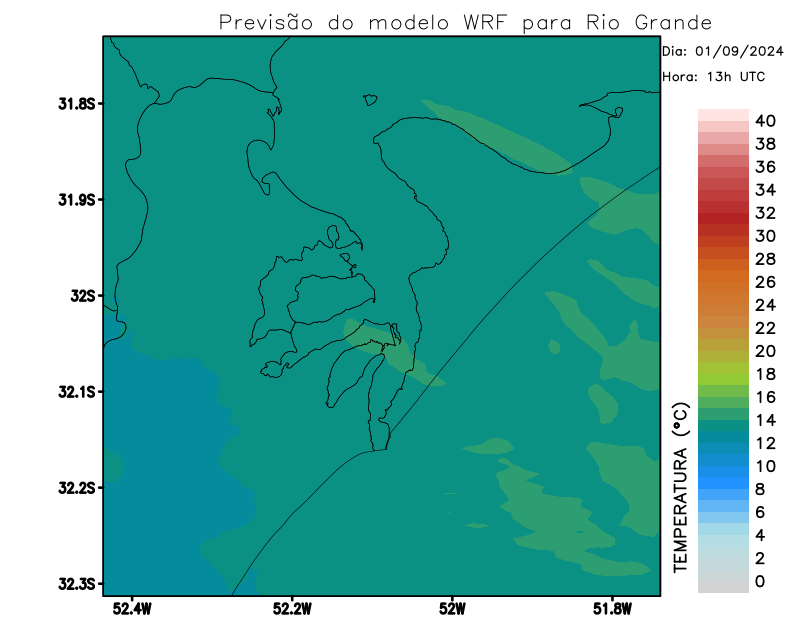 Previsão do modelo WRF para Rio Grande
Dia: 01/09/2024
Hora: 13h UTC
31.8S
31.9S
32S
32.1S
32.2S
32.3S
52.4W
52.2W
52W
51.8W
TEMPERATURA (°C)
40
38
36
34
32
30
28
26
24
22
20
18
16
14
12
10
8
6
4
2
0